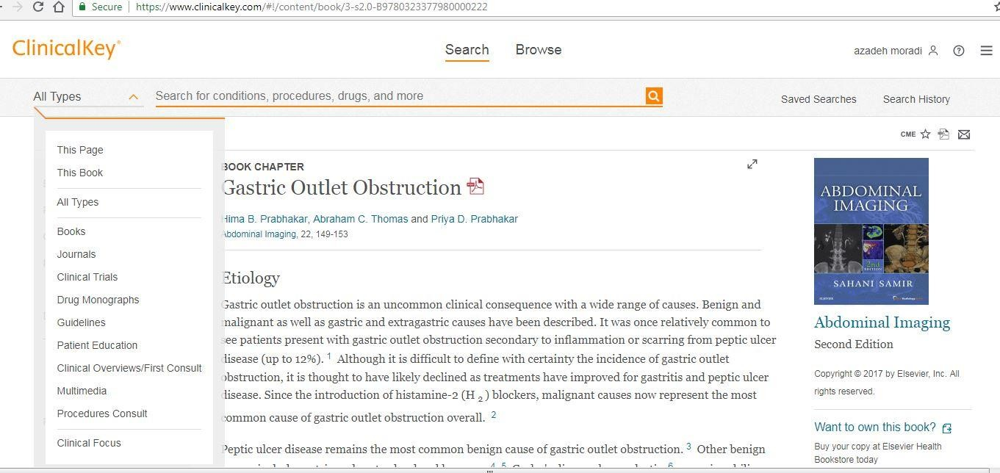 Secure https://www.clinicalkey.com/#!/content/book/3-s2.0-B9780323377980000222
ClinicalKey®
Search Browse
azadeh moradi
All Types
Search for conditions, procedures, drugs, and more
Saved Searches Search History
CME
This Page
This Book
All Types
Books
Journals
Clinical Trials
Drug Monographs
Guidelines
Patient Education
Clinical Overviews/First Consult
Multimedia
Procedures Consult
Clinical Focus
BOOK CHAPTER
Gastric Outlet Obstruction
Hima B. Prabhakar, Abraham C. Thomas and Priya D. Prabhakar
Abdominal Imaging, 22, 149-153
Etiology
Gastric outlet obstruction is an uncommon clinical consequence with a wide range of causes. Benign and
malignant as well as gastric and extragastric causes have been described. It was once relatively common to
see patients present with gastric outlet obstruction secondary to inflammation or scarring from peptic ulcer
disease (up to 12%). 1 Although it is difficult to define with certainty the incidence of gastric outlet
obstruction, it is thought to have likely declined as treatments have improved for gastritis and peptic ulcer
disease. Since the introduction of histamine-2 (H 2 ) blockers, malignant causes now represent the most
common cause of gastric outlet obstruction overall. 2
Peptic ulcer disease remains the most common benign cause of gastric outlet obstruction. 3 Other benign
ABDOMINAL
IMAGING
2nd
EDITION
SAHANI SAMIR
ELSEVIER
Abdominal Imaging
Second Edition
Copyright © 2017 by Elsevier, Inc. All
rights reserved.
Want to own this book?
Buy your copy at Elsevier Health
Bookstore today